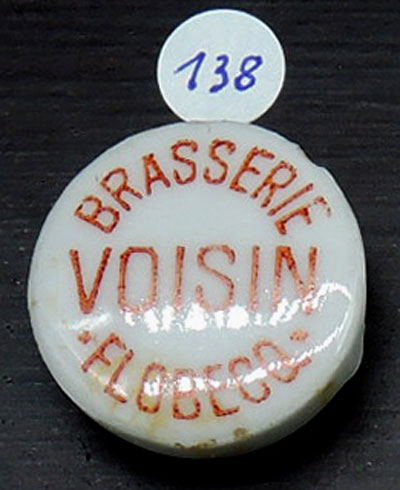 138
BRASSERIE
VOISIN
·FLOBECQ·